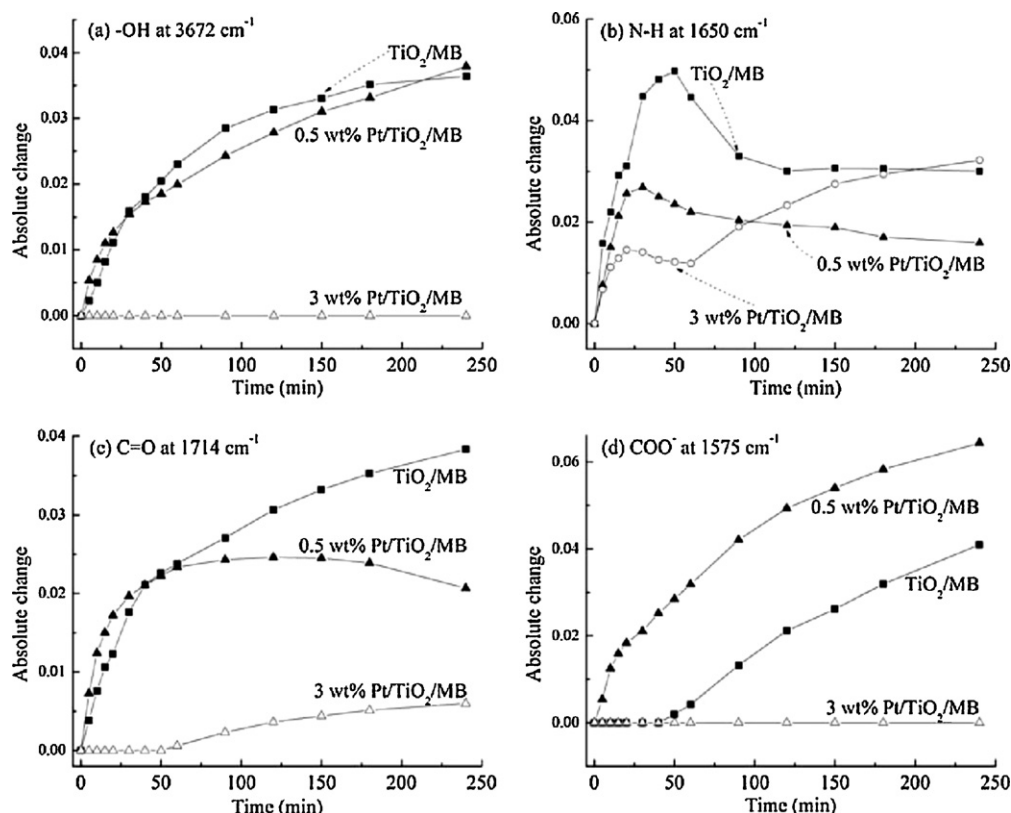 (a) -OH at 3672 cm⁻¹
TiO₂/MB
0.5 wt% Pt/TiO₂/MB
3 wt% Pt/TiO₂/MB
Absolute change
0.04
0.03
0.02
0.01
0.00
0 50 100 150 200 250
Time (min)
(b) N-H at 1650 cm⁻¹
TiO₂/MB
0.5 wt% Pt/TiO₂/MB
3 wt% Pt/TiO₂/MB
Absolute change
0.06
0.04
0.02
0.00
0 50 100 150 200 250
Time (min)
(c) C=O at 1714 cm⁻¹
TiO₂/MB
0.5 wt% Pt/TiO₂/MB
3 wt% Pt/TiO₂/MB
Absolute change
0.04
0.03
0.02
0.01
0.00
0 50 100 150 200 250
Time (min)
(d) COO⁻ at 1575 cm⁻¹
0.5 wt% Pt/TiO₂/MB
TiO₂/MB
3 wt% Pt/TiO₂/MB
Absolute change
0.06
0.04
0.02
0.00
0 50 100 150 200 250
Time (min)